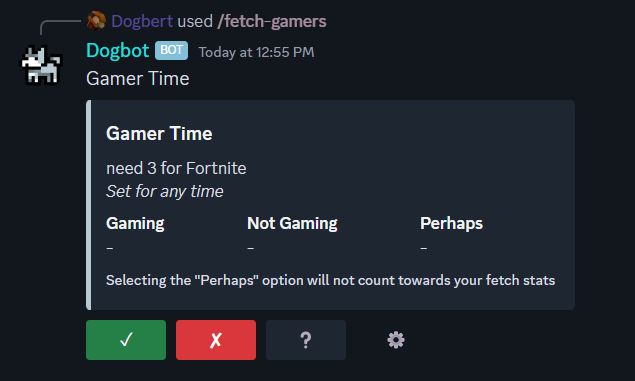 Dogbert used /fetch-gamers
Dogbot BOT Today at 12:55 PM
Gamer Time
Gamer Time
need 3 for Fortnite
Set for any time
Gaming Not Gaming Perhaps
- - -
Selecting the "Perhaps" option will not count towards your fetch stats
✓ ✗ ?